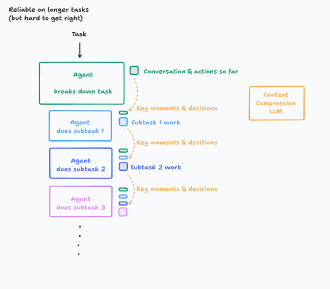 Reliable on longer tasks
(but hard to get right)
Task
Agent
breaks down task
Conversation & actions so far
Context
Compression
LLM
Key moments & decisions
Agent
does subtask 1
Subtask 1 work
Key moments & decisions
Agent
does subtask 2
Subtask 2 work
Key moments & decisions
Agent
does subtask 3